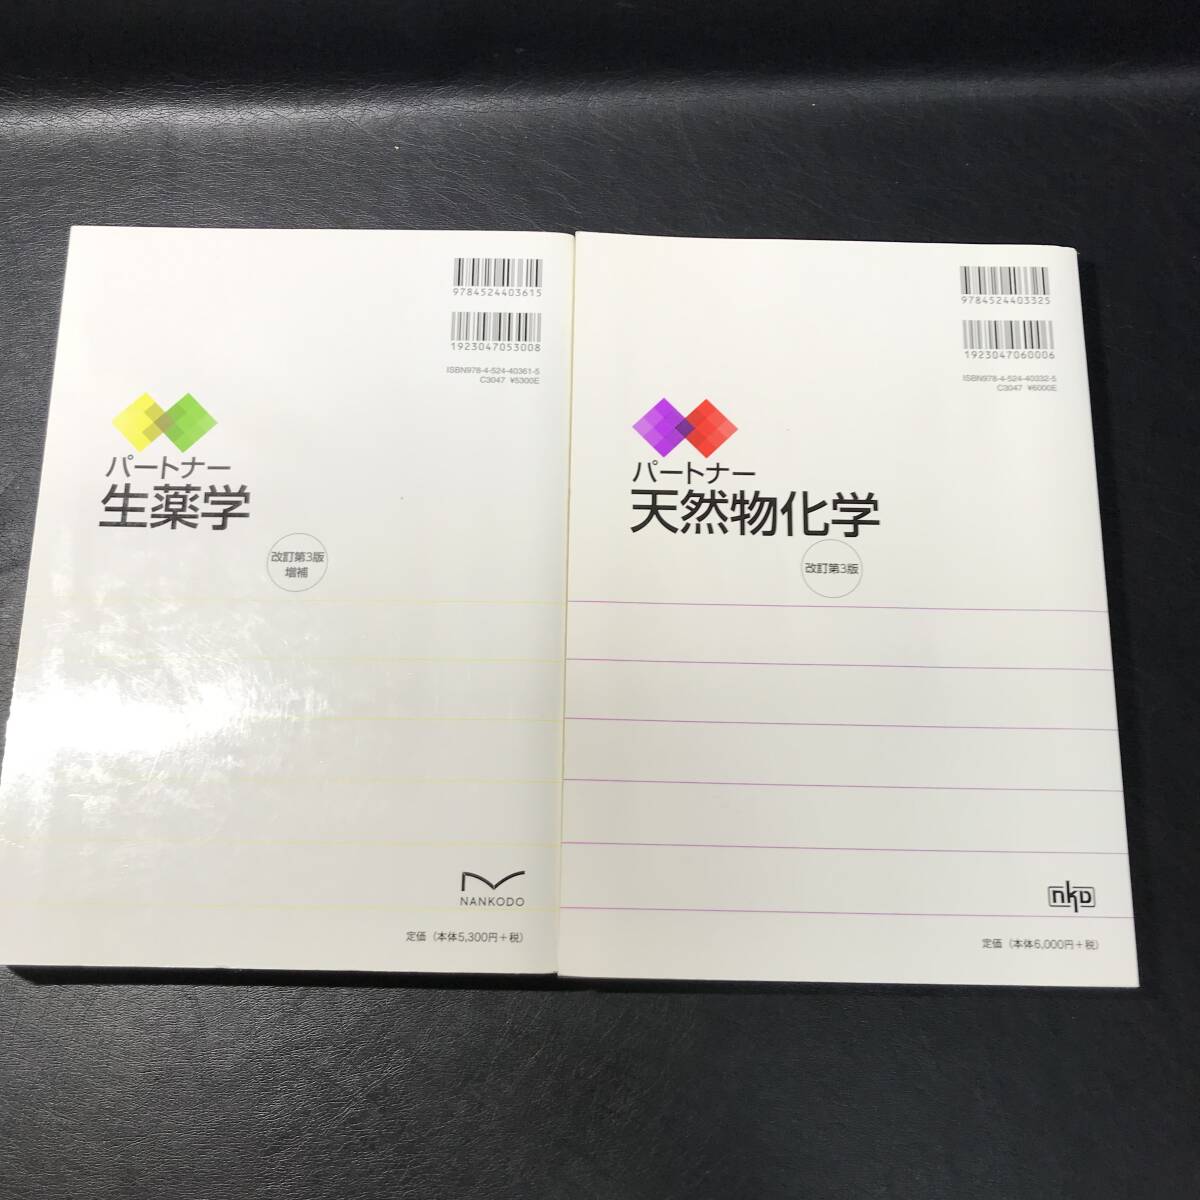 9784524403615
1923047053008
ISBN978-4-524-40361-5
C3047 ¥5300E
パートナー
生薬学
改訂第3版
増補
NANKODO
定価（本体5,300円＋税）
9784524403325
1923047060006
ISBN978-4-524-40332-5
C3047 ¥6000E
パートナー
天然物化学
改訂第3版
nkD
定価（本体6,000円＋税）